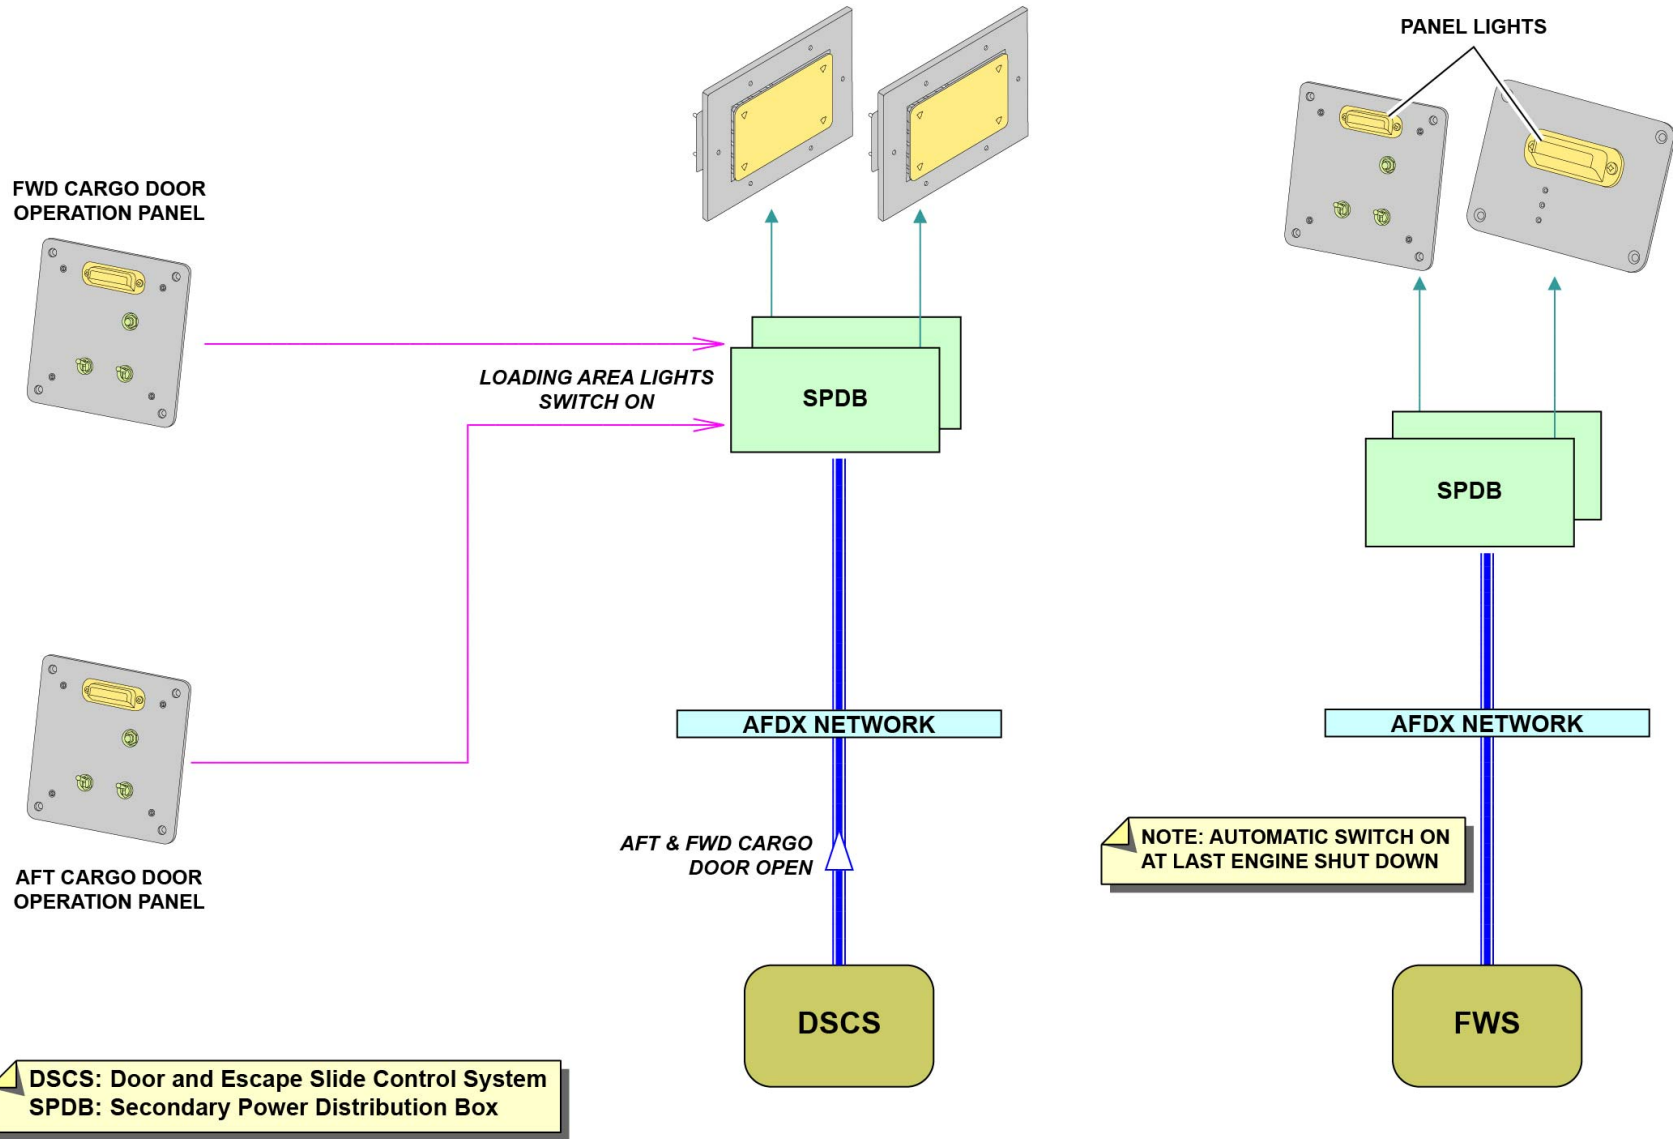 PANEL LIGHTS
FWD CARGO DOOR
OPERATION PANEL
LOADING AREA LIGHTS
SWITCH ON
SPDB
SPDB
AFDX NETWORK
AFDX NETWORK
AFT & FWD CARGO
DOOR OPEN
NOTE: AUTOMATIC SWITCH ON
AT LAST ENGINE SHUT DOWN
AFT CARGO DOOR
OPERATION PANEL
DSCS
FWS
DSCS: Door and Escape Slide Control System
SPDB: Secondary Power Distribution Box